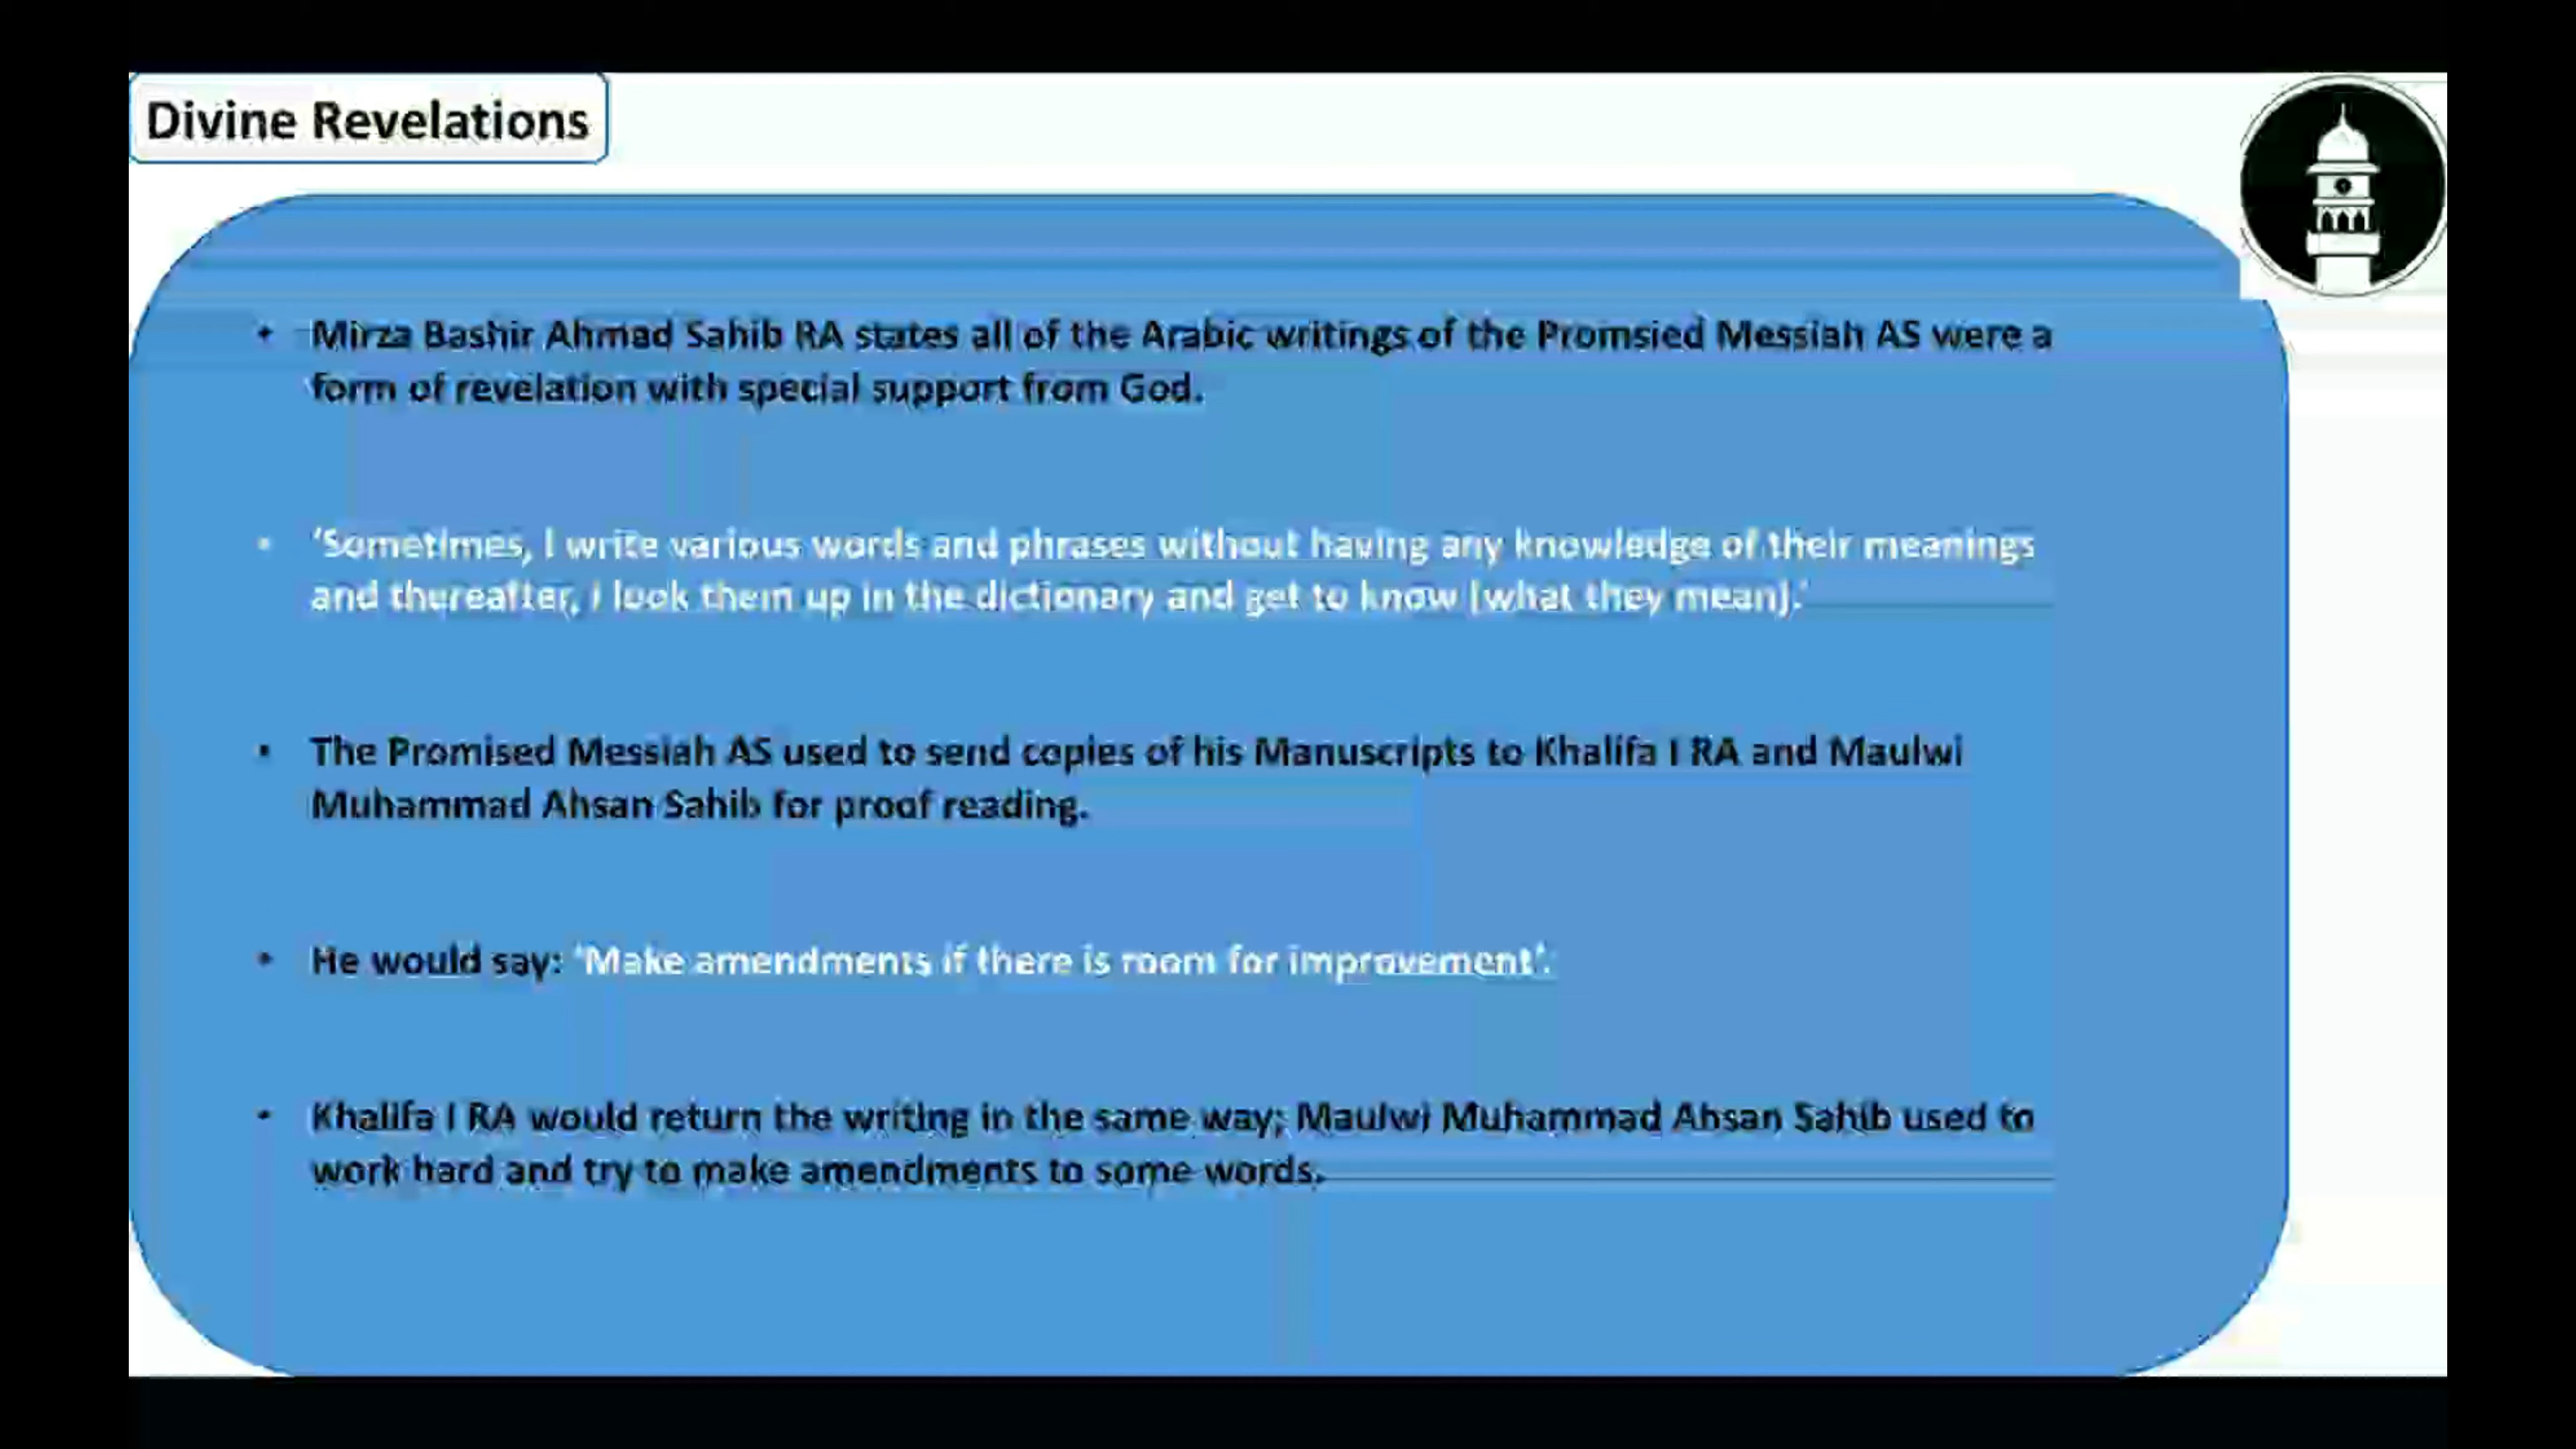 Divine Revelations
• Mirza Bashir Ahmad Sahib RA states all of the Arabic writings of the Promsied Messiah AS were a
form of revelation with special support from God.
• ‘Sometimes, I write various words and phrases without having any knowledge of their meanings
and thereafter, I look them up in the dictionary and get to know [what they mean].’
• The Promised Messiah AS used to send copies of his Manuscripts to Khalifa I RA and Maulwi
Muhammad Ahsan Sahib for proof reading.
• He would say: ‘Make amendments if there is room for improvement’.
• Khalifa I RA would return the writing in the same way; Maulwi Muhammad Ahsan Sahib used to
work hard and try to make amendments to some words.